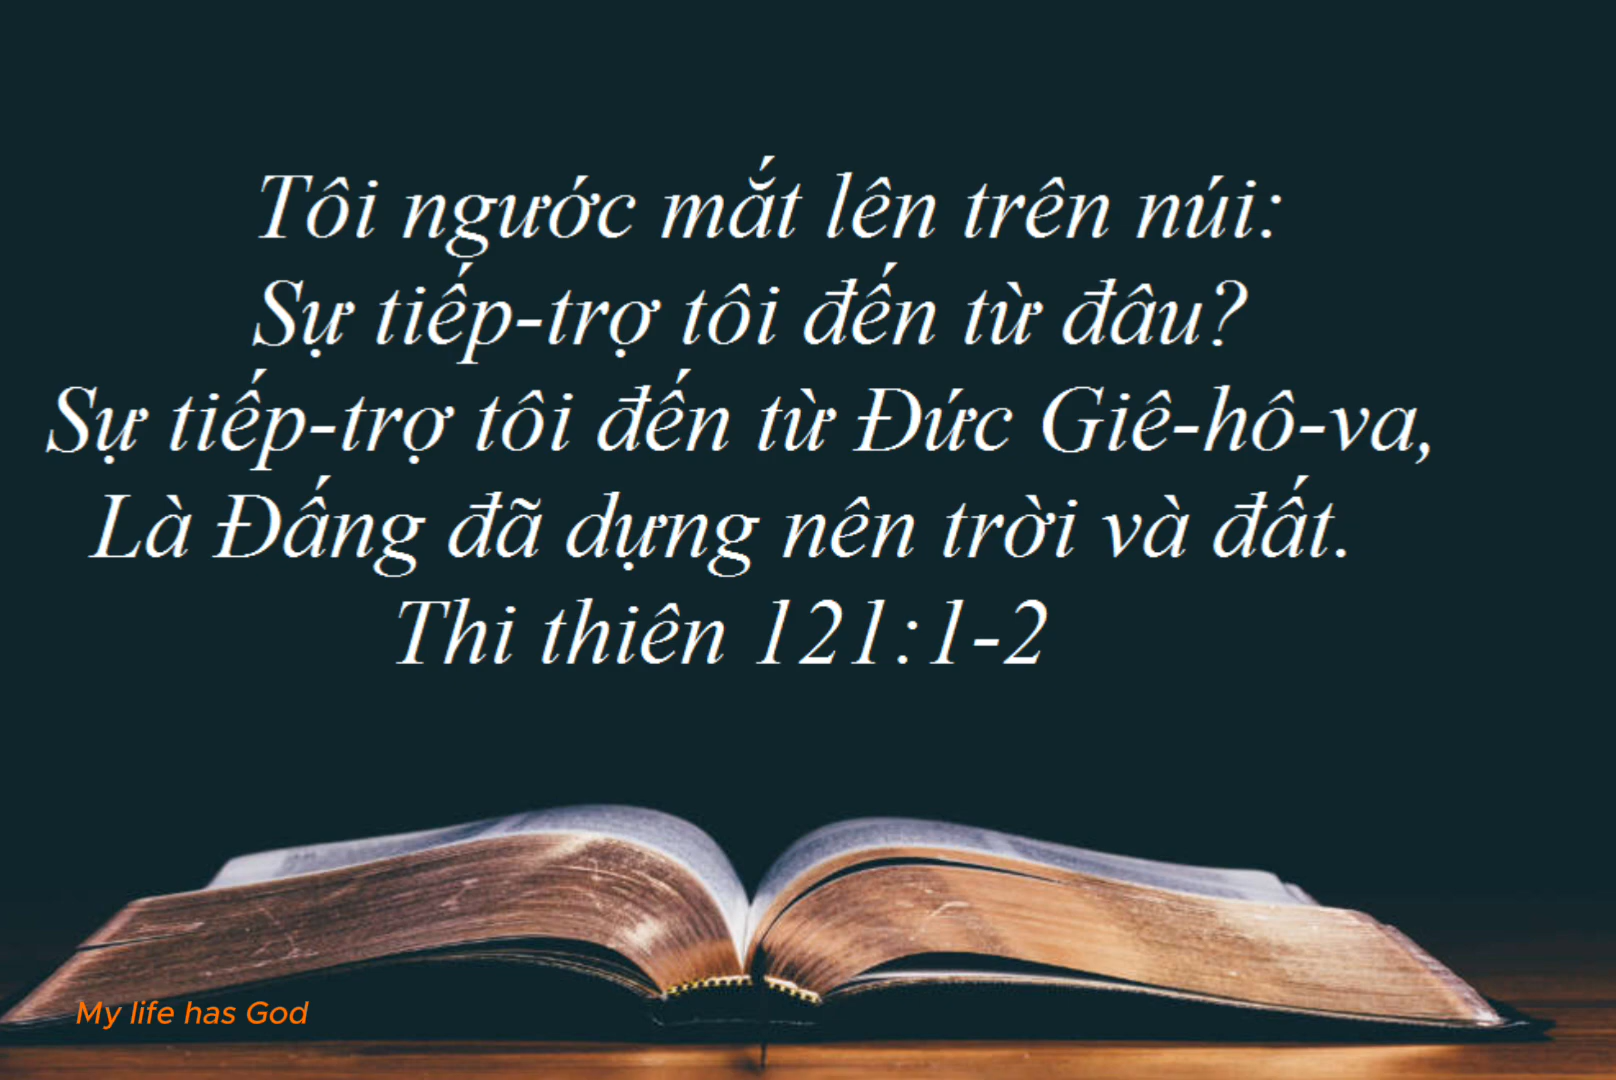 Tôi ngước mắt lên trên núi:
Sự tiếp-trợ tôi đến từ đâu?
Sự tiếp-trợ tôi đến từ Đức Giê-hô-va,
Là Đấng đã dựng nên trời và đất.
Thi thiên 121:1-2
My life has God